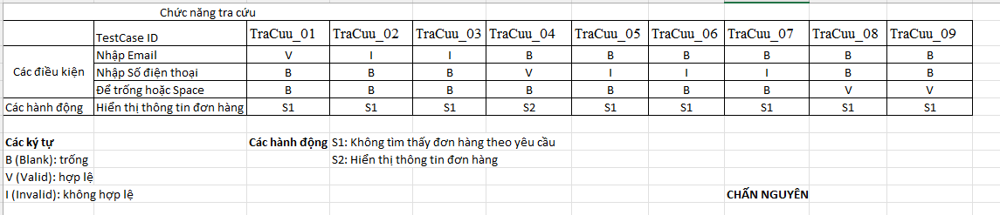 Chức năng tra cứu
TestCase ID TraCuu_01 TraCuu_02 TraCuu_03 TraCuu_04 TraCuu_05 TraCuu_06 TraCuu_07 TraCuu_08 TraCuu_09
Các điều kiện
Nhập Email V I I B B B B B B
Nhập Số điện thoại B B B V I I I B B
Để trống hoặc Space B B B B B B B V V
Các hành động Hiển thị thông tin đơn hàng S1 S1 S1 S2 S1 S1 S1 S1 S1
Các ký tự Các hành động S1: Không tìm thấy đơn hàng theo yêu cầu
B (Blank): trống S2: Hiển thị thông tin đơn hàng
V (Valid): hợp lệ
I (Invalid): không hợp lệ CHẤN NGUYÊN